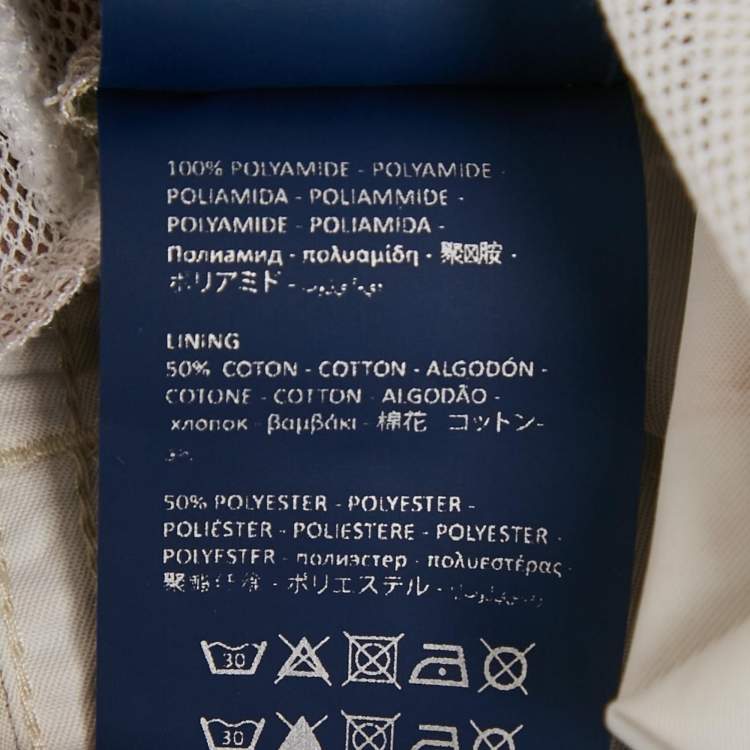 100% POLYAMIDE - POLYAMIDE -
POLIAMIDA - POLIAMMIDE -
POLYAMIDE - POLIAMIDA -
Полиамид - πολυαμίδη - 聚酰胺 -
ポリアミド -
LINING
50% COTON - COTTON - ALGODÓN -
COTONE - COTTON - ALGODÃO -
хлопок - βαμβάκι - 棉花 コットン -
50% POLYESTER - POLYESTER -
POLIÉSTER - POLIESTERE - POLYESTER -
POLYESTER - полиэстер - πολυεστέρας -
ポリエステル -
30
30